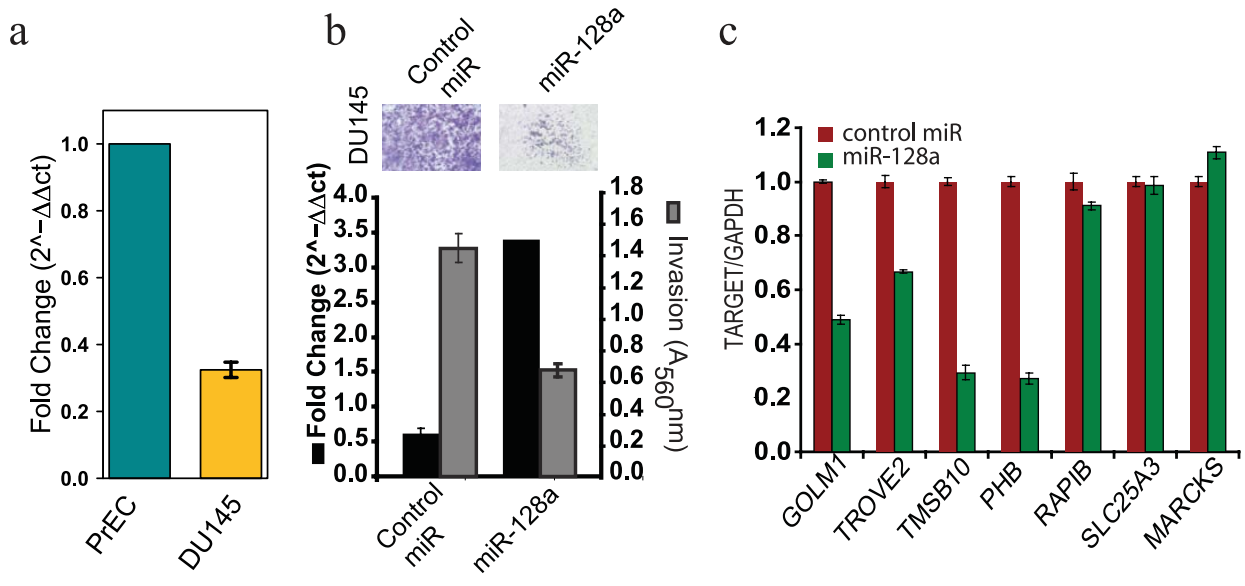 a
Fold Change (2^-ΔΔct)
1.0
0.8
0.6
0.4
0.2
0.0
PrEC
DU145
b
Control
miR
miR-128a
DU145
Fold Change (2^-ΔΔct)
4.0
3.5
3.0
2.5
2.0
1.5
1.0
0.5
0.0
1.8
1.6
1.4
1.2
1.0
0.8
0.6
0.4
0.2
0.0
Invasion (A560nm)
Control
miR
miR-128a
c
control miR
miR-128a
TARGET/GAPDH
1.2
1.0
0.8
0.6
0.4
0.2
0.0
GOLM1
TROVE2
TMSB10
PHB
RAPIB
SLC25A3
MARCKS